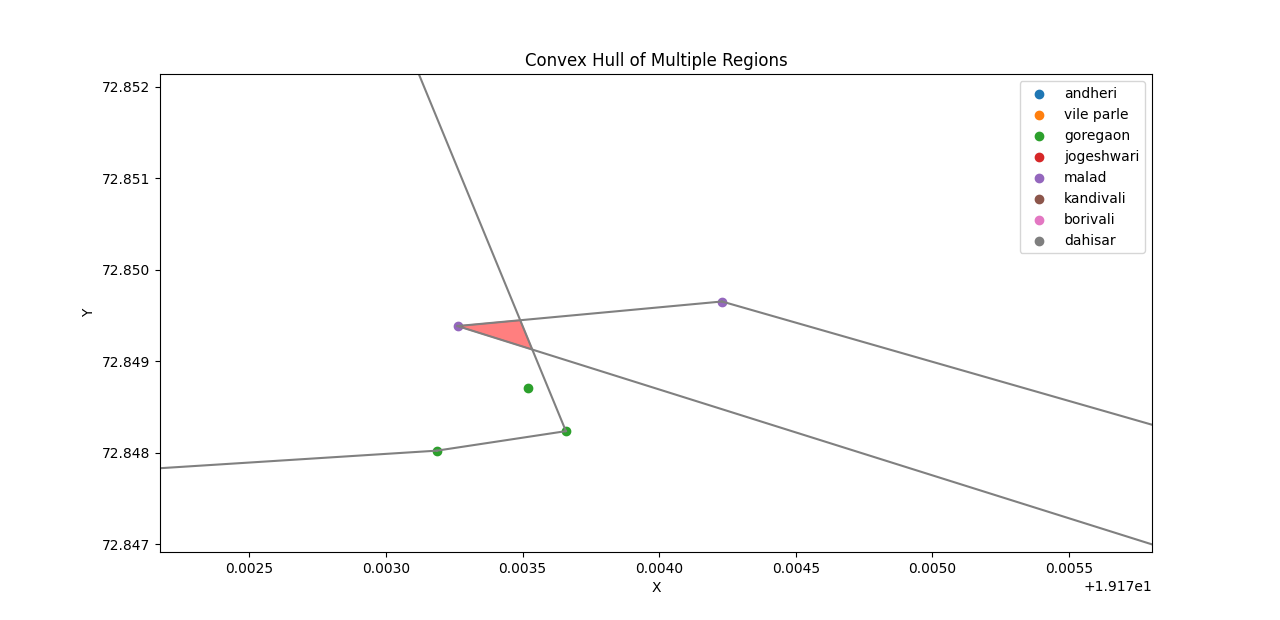 Convex Hull of Multiple Regions
72.852
72.851
72.850
72.849
72.848
72.847
Y
andheri
vile parle
goregaon
jogeshwari
malad
kandivali
borivali
dahisar
0.0025 0.0030 0.0035 0.0040 0.0045 0.0050 0.0055
X
+1.917e1